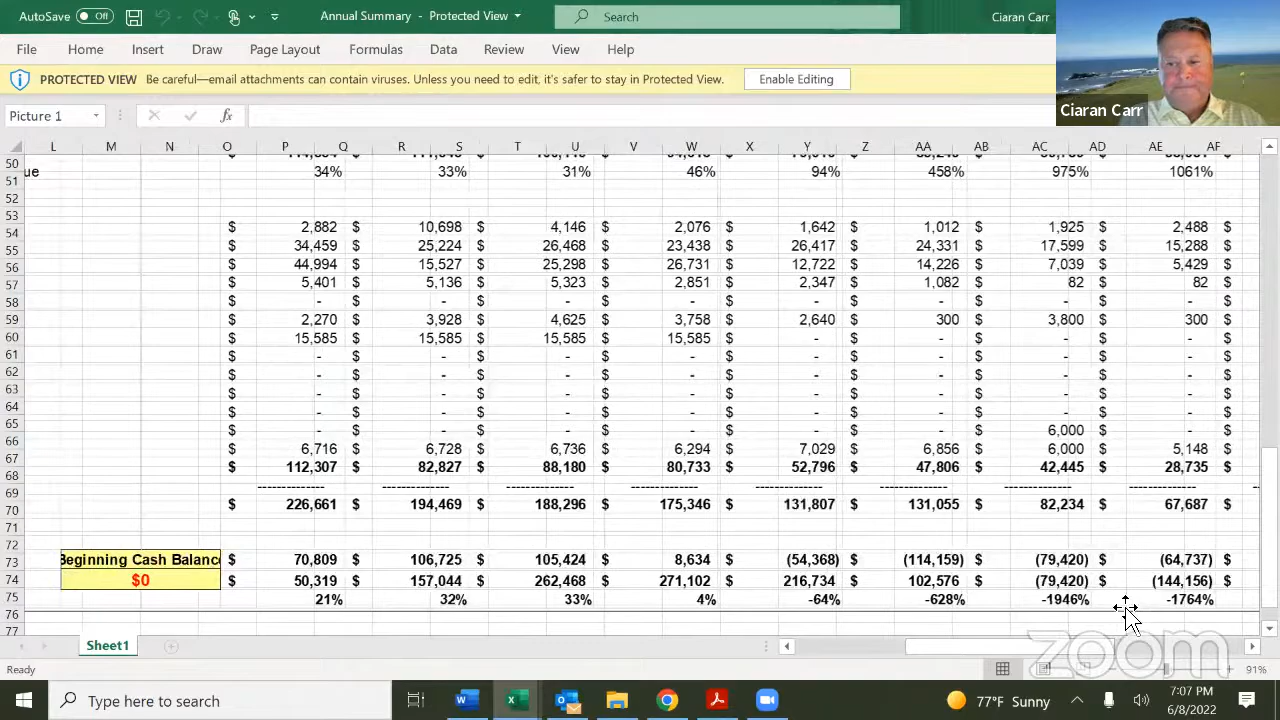 AutoSave Off Annual Summary - Protected View Search Ciaran Carr
File Home Insert Draw Page Layout Formulas Data Review View Help
PROTECTED VIEW Be careful—email attachments can contain viruses. Unless you need to edit, it's safer to stay in Protected View. Enable Editing
Ciaran Carr
Picture 1 fx
L M N O P Q R S T U V W X Y Z AA AB AC AD AE AF
50
51 ue 34% 33% 31% 46% 94% 458% 975% 1061%
52
53
54 $ 2,882 $ 10,698 $ 4,146 $ 2,076 $ 1,642 $ 1,012 $ 1,925 $ 2,488 $
55 $ 34,459 $ 25,224 $ 26,468 $ 23,438 $ 26,417 $ 24,331 $ 17,599 $ 15,288 $
56 $ 44,994 $ 15,527 $ 25,298 $ 26,731 $ 12,722 $ 14,226 $ 7,039 $ 5,429 $
57 $ 5,401 $ 5,136 $ 5,323 $ 2,851 $ 2,347 $ 1,082 $ 82 $ 82 $
58 $ - $ - $ - $ - $ - $ - $ - $ - $
59 $ 2,270 $ 3,928 $ 4,625 $ 3,758 $ 2,640 $ 300 $ 3,800 $ 300 $
60 $ 15,585 $ 15,585 $ 15,585 $ 15,585 $ - $ - $ - $ - $
61 $ - $ - $ - $ - $ - $ - $ - $ - $
62 $ - $ - $ - $ - $ - $ - $ - $ - $
63 $ - $ - $ - $ - $ - $ - $ - $ - $
64 $ - $ - $ - $ - $ - $ - $ - $ - $
65 $ - $ - $ - $ - $ - $ - $ 6,000 $ - $
66 $ 6,716 $ 6,728 $ 6,736 $ 6,294 $ 7,029 $ 6,856 $ 6,000 $ 5,148 $
67 $ 112,307 $ 82,827 $ 88,180 $ 80,733 $ 52,796 $ 47,806 $ 42,445 $ 28,735 $
68
69 -------------- -------------- -------------- -------------- -------------- -------------- -------------- --------------
70 $ 226,661 $ 194,469 $ 188,296 $ 175,346 $ 131,807 $ 131,055 $ 82,234 $ 67,687 $
71
72
73 Beginning Cash Balanc $ 70,809 $ 106,725 $ 105,424 $ 8,634 $ (54,368) $ (114,159) $ (79,420) $ (64,737) $
74 $0 $ 50,319 $ 157,044 $ 262,468 $ 271,102 $ 216,734 $ 102,576 $ (79,420) $ (144,156) $
75 21% 32% 33% 4% -64% -628% -1946% -1764%
76
77
Sheet1
zoom
Ready 91%
Type here to search 77°F Sunny 7:07 PM
6/8/2022